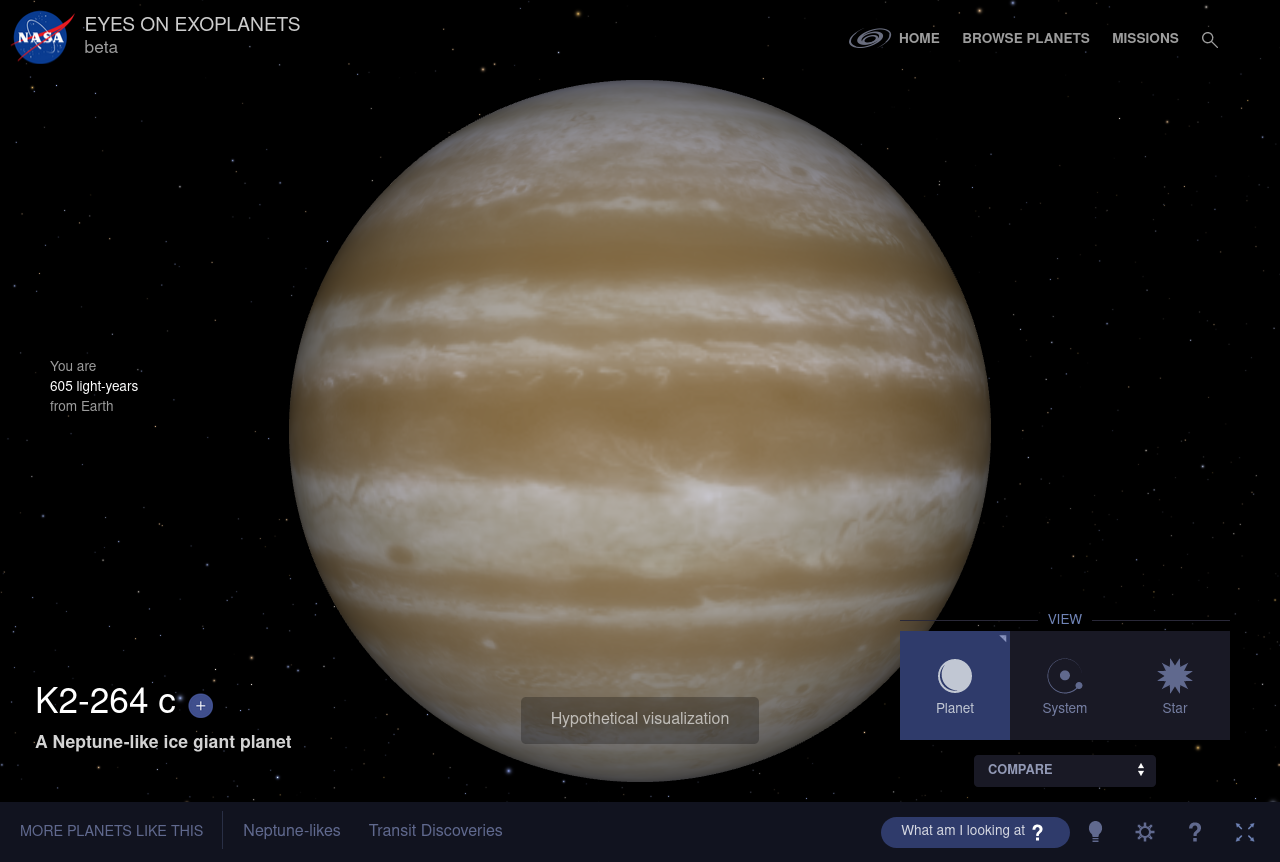 NASA
EYES ON EXOPLANETS
beta
HOME
BROWSE PLANETS
MISSIONS
You are
605 light-years
from Earth
K2-264 c +
A Neptune-like ice giant planet
Hypothetical visualization
VIEW
Planet
System
Star
COMPARE
MORE PLANETS LIKE THIS
Neptune-likes
Transit Discoveries
What am I looking at ?
?